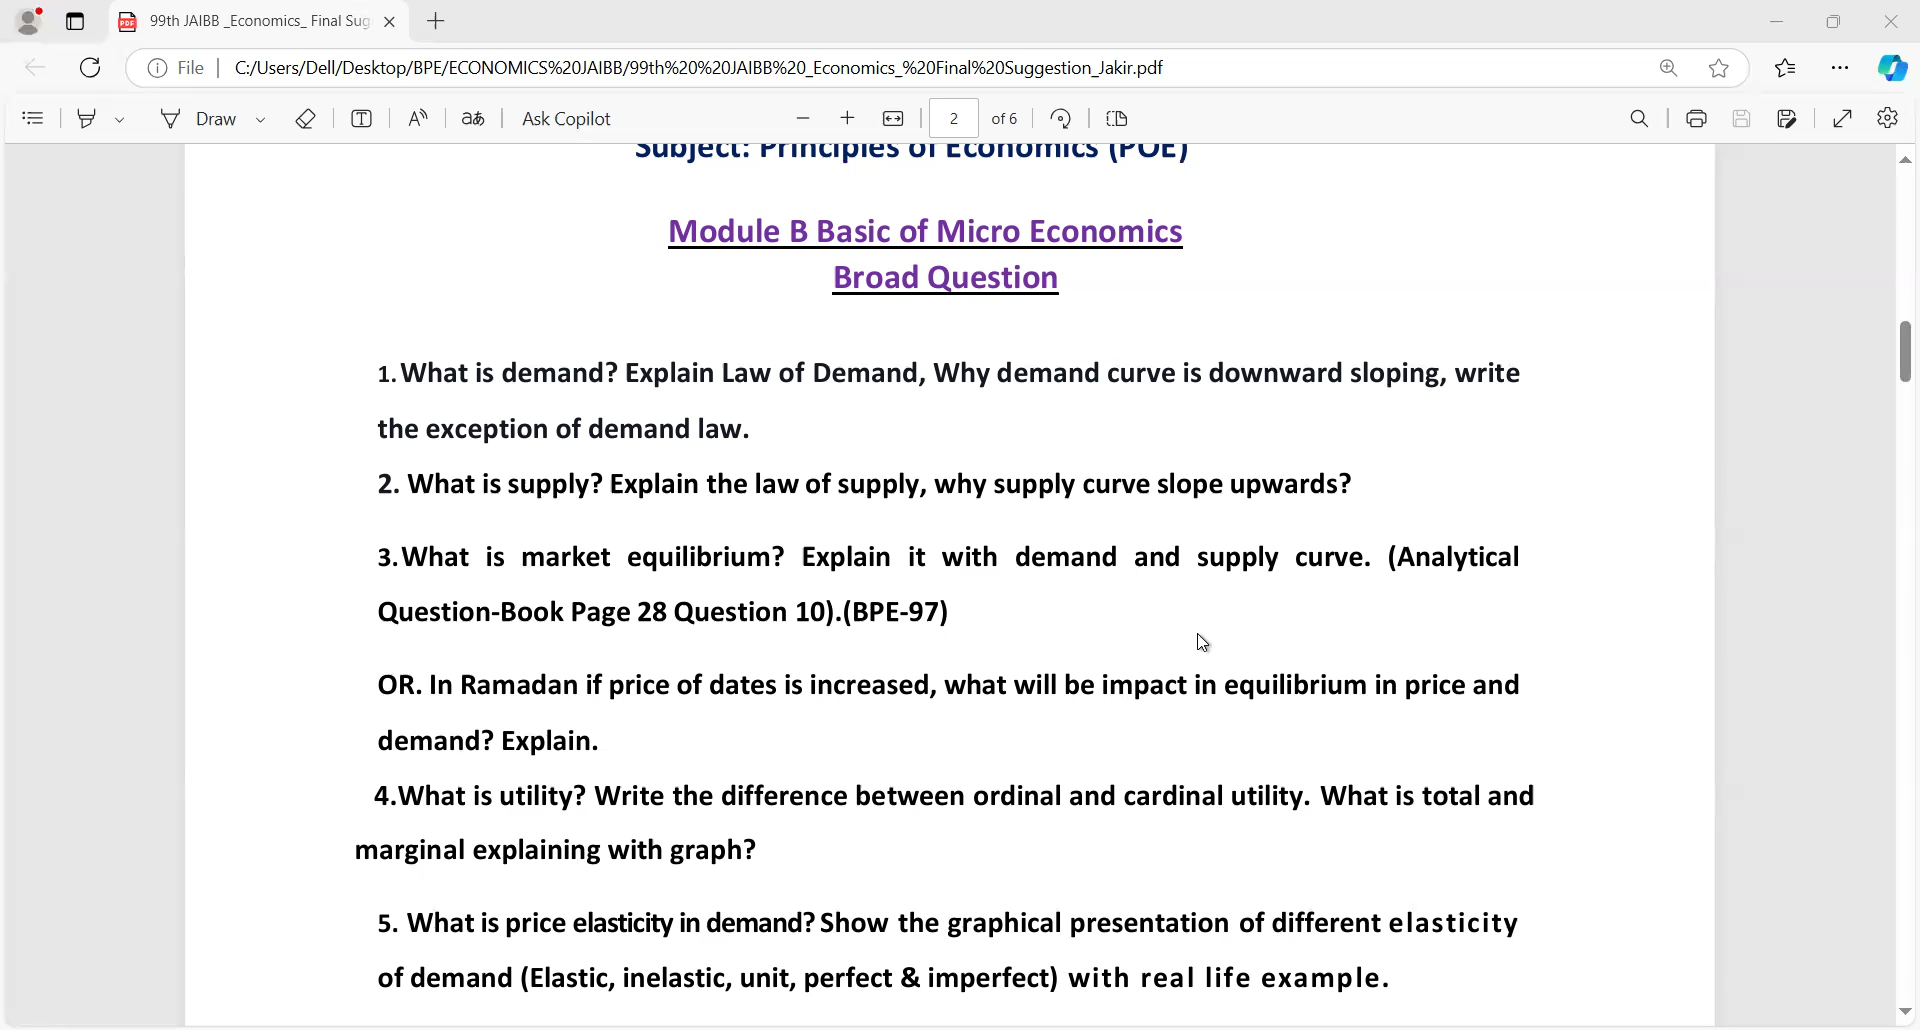 99th JAIBB _Economics_ Final Sug
File
C:/Users/Dell/Desktop/BPE/ECONOMICS%20JAIBB/99th%20%20JAIBB%20_Economics_%20Final%20Suggestion_Jakir.pdf
Draw
Ask Copilot
2 of 6
Subject: Principles of Economics (POE)
Module B Basic of Micro Economics
Broad Question
1.What is demand? Explain Law of Demand, Why demand curve is downward sloping, write
the exception of demand law.
2. What is supply? Explain the law of supply, why supply curve slope upwards?
3.What is market equilibrium? Explain it with demand and supply curve. (Analytical
Question-Book Page 28 Question 10).(BPE-97)
OR. In Ramadan if price of dates is increased, what will be impact in equilibrium in price and
demand? Explain.
4.What is utility? Write the difference between ordinal and cardinal utility. What is total and
marginal explaining with graph?
5. What is price elasticity in demand? Show the graphical presentation of different elasticity
of demand (Elastic, inelastic, unit, perfect & imperfect) with real life example.